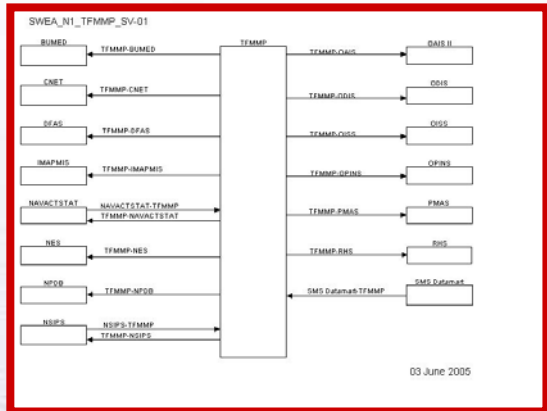 SWEA_N1_TFMMP_SV-01
BUMED
TFMMP-BUMED
TFMMP
TFMMP-OAIS
OAIS II
CNET
TFMMP-CNET
TFMMP-ODIS
ODIS
DFAS
TFMMP-DFAS
TFMMP-OISS
OISS
IMAPMIS
TFMMP-IMAPMIS
TFMMP-OPINS
OPINS
NAVACTSTAT
NAVACTSTAT-TFMMP
TFMMP-NAVACTSTAT
TFMMP-PMAS
PMAS
NES
TFMMP-NES
TFMMP-RHS
RHS
NFDB
TFMMP-NFDB
SMS Datamart-TFMMP
SMS Datamart
NSIPS
NSIPS-TFMMP
TFMMP-NSIPS
03 June 2005